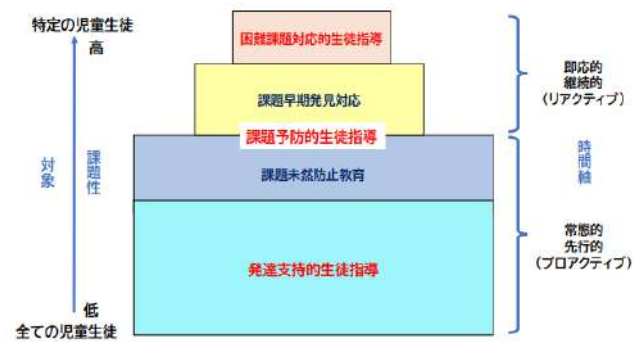 特定の児童生徒
高
困難課題対応的生徒指導
課題早期発見対応
課題予防的生徒指導
課題未然防止教育
発達支持的生徒指導
対象
課題性
低
全ての児童生徒
即応的
継続的
(リアクティブ)
時間軸
常態的
先行的
(プロアクティブ)